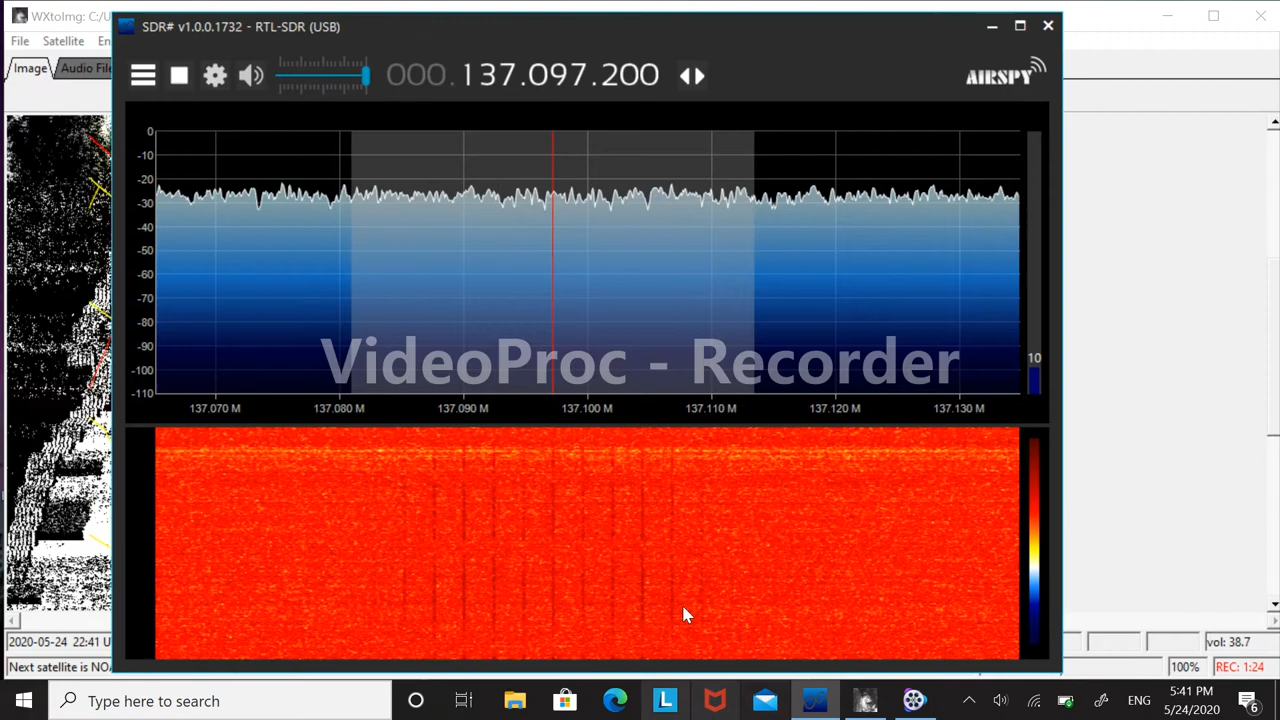 WXtoImg: C:/U
SDR# v1.0.0.1732 - RTL-SDR (USB)
File Satellite En
Image Audio File
000.137.097.200
AIRSPY
0
-10
-20
-30
-40
-50
-60
-70
-80
-90
-100
-110
10
VideoProc - Recorder
137.070 M 137.080 M 137.090 M 137.100 M 137.110 M 137.120 M 137.130 M
2020-05-24 22:41 U
vol: 38.7
Next satellite is NOA
100%
REC: 1:24
Type here to search
L
ENG
5:41 PM
5/24/2020
6